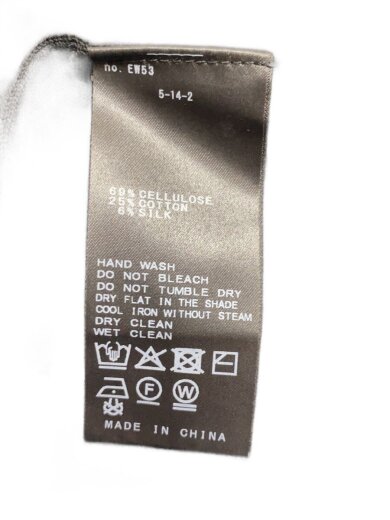 no. EW53
5-14-2
69% CELLULOSE
25% COTTON
6% SILK
HAND WASH
DO NOT BLEACH
DO NOT TUMBLE DRY
DRY FLAT IN THE SHADE
COOL IRON WITHOUT STEAM
DRY CLEAN
WET CLEAN
F W
MADE IN CHINA